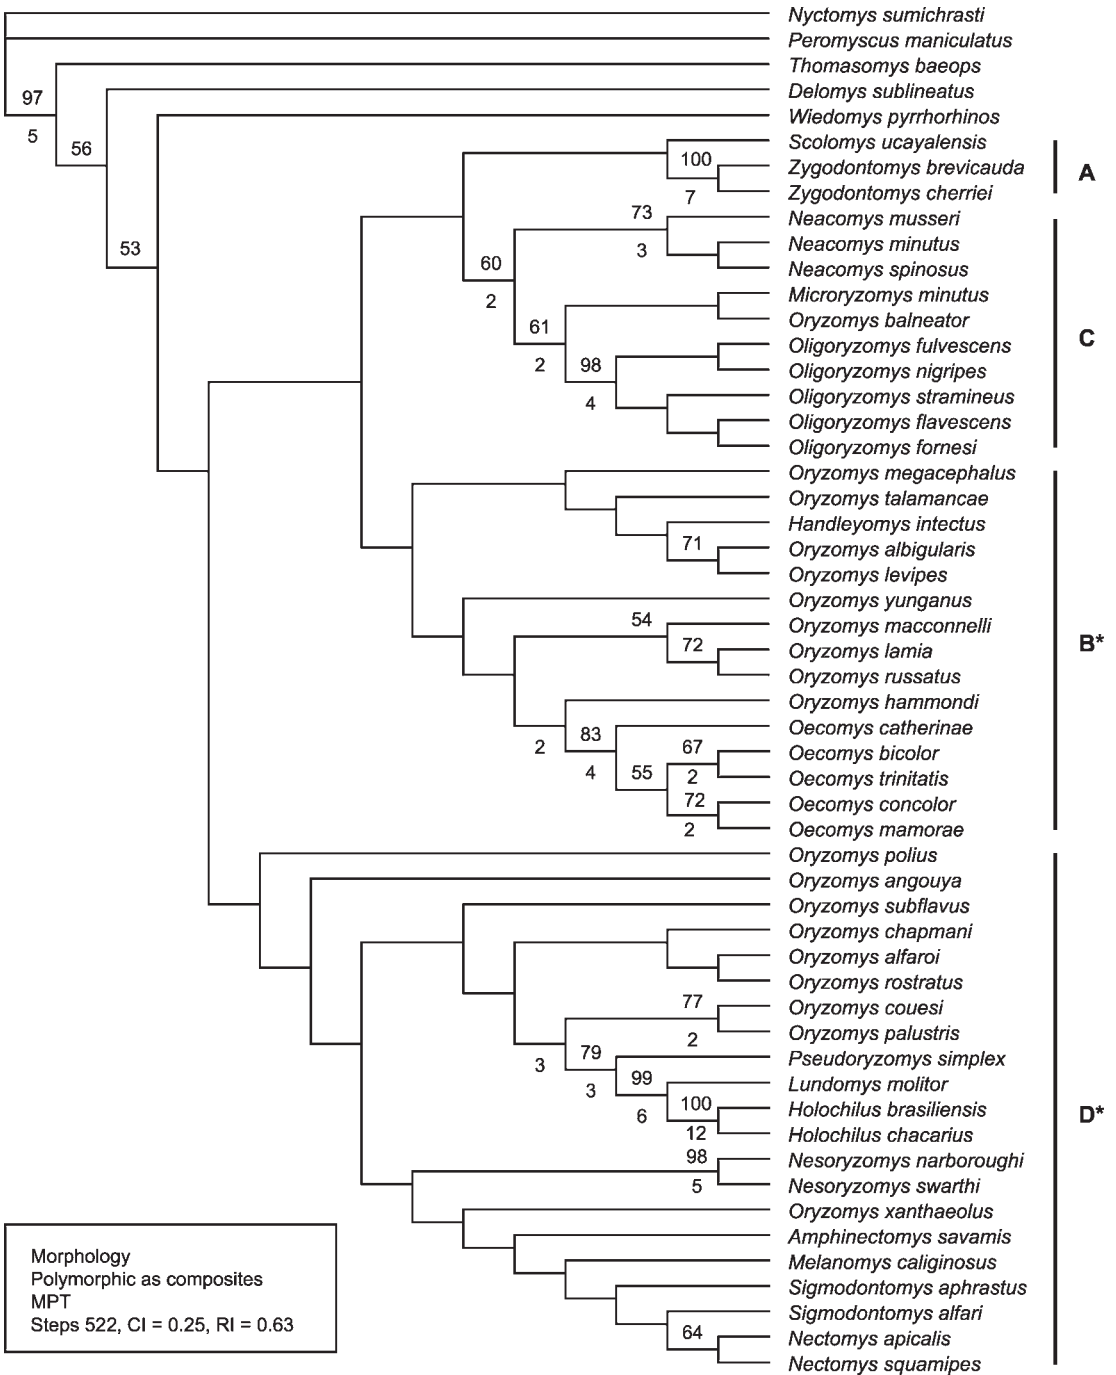 Nyctomys sumichrasti
Peromyscus maniculatus
Thomasomys baeops
97
Delomys sublineatus
5
Wiedomys pyrrhorhinos
56
Scolomys ucayalensis
100
Zygodontomys brevicauda
A
7
Zygodontomys cherriei
73
Neacomys musseri
53
3
Neacomys minutus
60
Neacomys spinosus
2
Microryzomys minutus
61
Oryzomys balneator
C
2
Oligoryzomys fulvescens
98
Oligoryzomys nigripes
4
Oligoryzomys stramineus
Oligoryzomys flavescens
Oligoryzomys fornesi
Oryzomys megacephalus
Oryzomys talamancae
Handleyomys intectus
71
Oryzomys albigularis
Oryzomys levipes
Oryzomys yunganus
54
Oryzomys macconnelli
72
Oryzomys lamia
B*
Oryzomys russatus
Oryzomys hammondi
2
83
Oecomys catherinae
4
55
67
Oecomys bicolor
2
Oecomys trinitatis
72
Oecomys concolor
2
Oecomys mamorae
Oryzomys polius
Oryzomys angouya
Oryzomys subflavus
Oryzomys chapmani
Oryzomys alfaroi
Oryzomys rostratus
77
Oryzomys couesi
2
Oryzomys palustris
3
79
Pseudoryzomys simplex
3
99
Lundomys molitor
6
100
Holochilus brasiliensis
D*
12
Holochilus chacarius
98
Nesoryzomys narboroughi
5
Nesoryzomys swarthi
Oryzomys xanthaeolus
Amphinectomys savamis
Melanomys caliginosus
Sigmodontomys aphrastus
Sigmodontomys alfari
64
Nectomys apicalis
Nectomys squamipes
Morphology
Polymorphic as composites
MPT
Steps 522, CI = 0.25, RI = 0.63